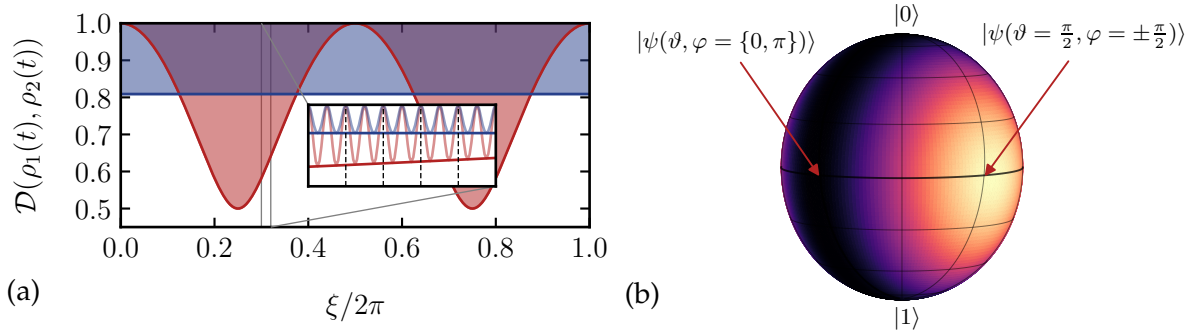 1.0
0.9
0.8
0.7
0.6
0.5
𝒟(ρ₁(t), ρ₂(t))
0.0 0.2 0.4 0.6 0.8 1.0
ξ/2π
(a)
|0⟩
|ψ(ϑ, φ = {0, π})⟩
|ψ(ϑ = π/2, φ = ±π/2)⟩
|1⟩
(b)